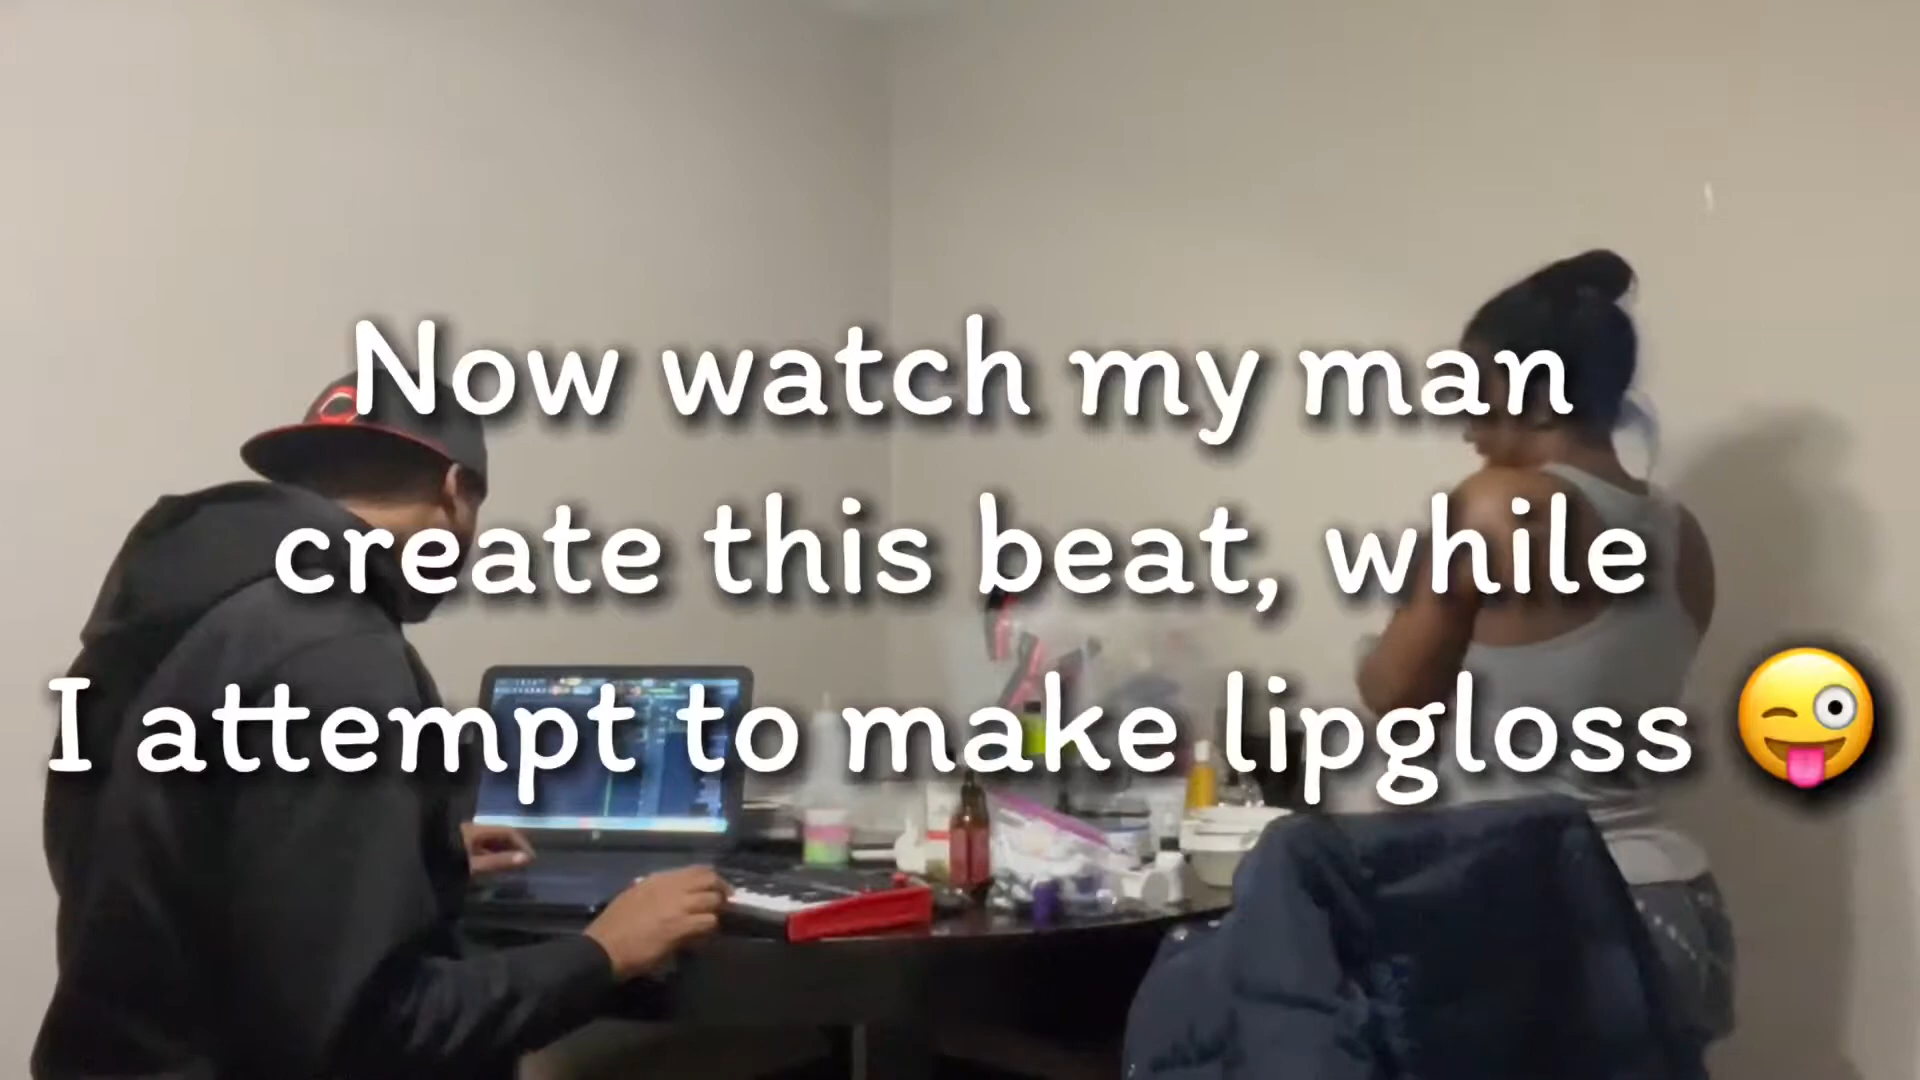 Now watch my man
create this beat, while
I attempt to make lipgloss 😜